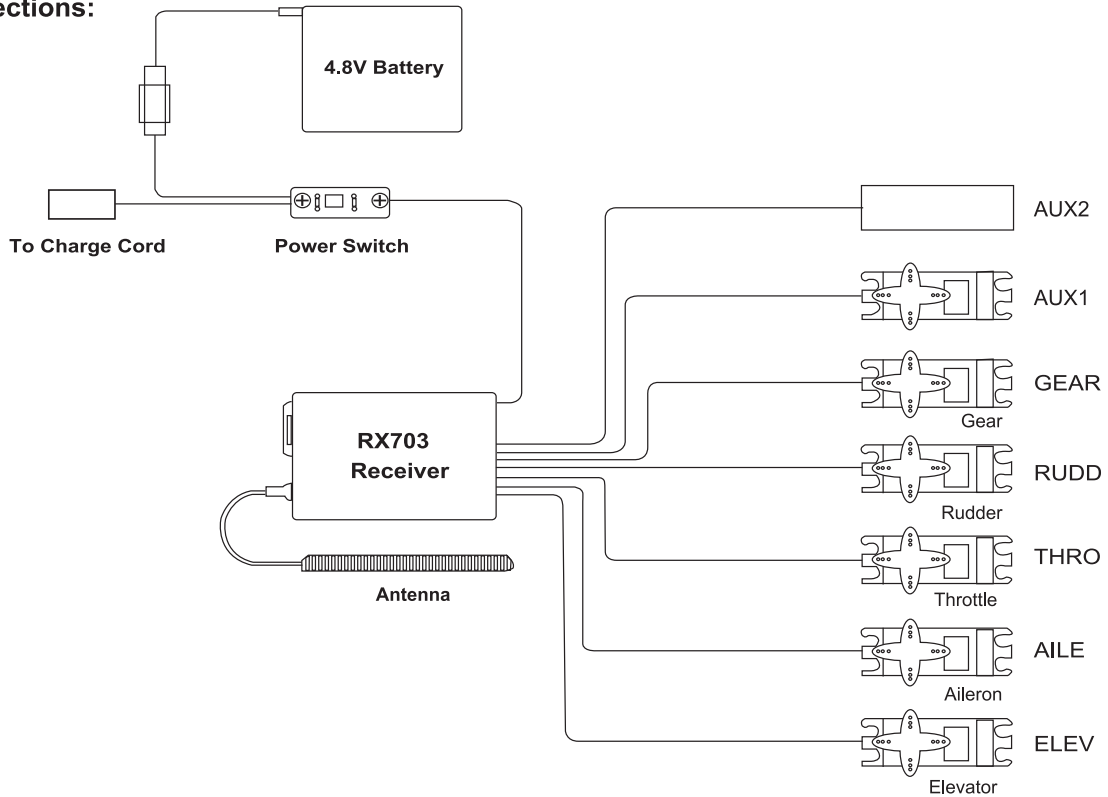 ections:
4.8V Battery
To Charge Cord
Power Switch
AUX2
AUX1
GEAR
Gear
RX703
Receiver
RUDD
Rudder
THRO
Throttle
Antenna
AILE
Aileron
ELEV
Elevator